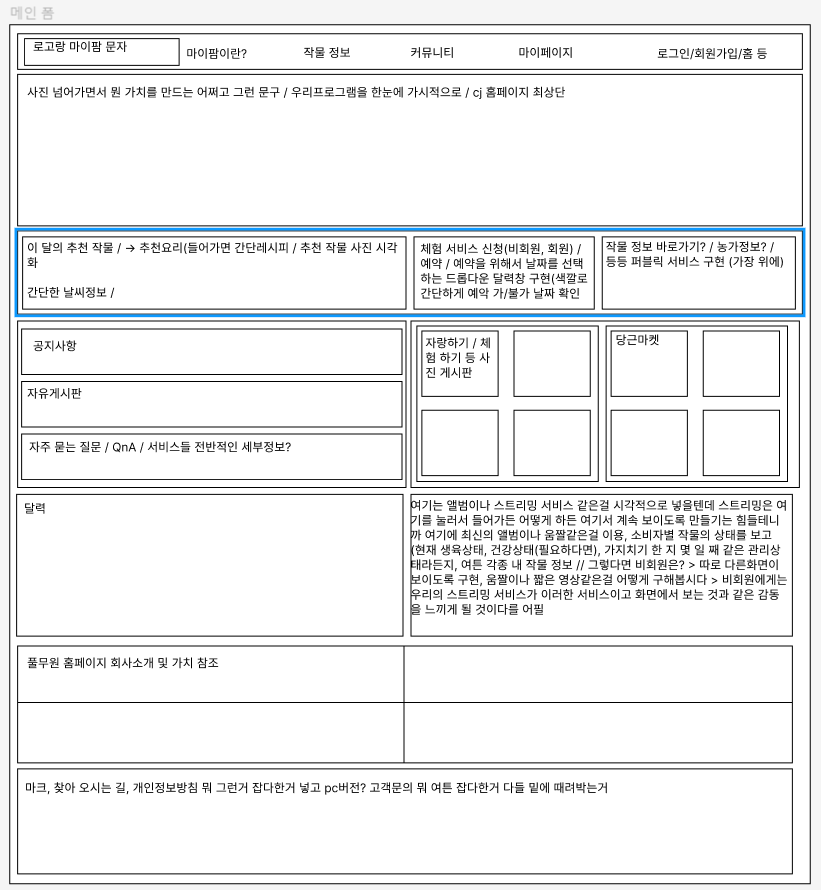 메인 폼
로고랑 마이팜 문자
마이팜이란?
작물 정보
커뮤니티
마이페이지
로그인/회원가입/홈 등
사진 넘어가면서 뭔 가치를 만드는 어쩌고 그런 문구 / 우리프로그램을 한눈에 가시적으로 / cj 홈페이지 최상단
이 달의 추천 작물 / → 추천요리(들어가면 간단레시피 / 추천 작물 사진 시각
화
간단한 날씨정보 /
체험 서비스 신청(비회원, 회원) /
예약 / 예약을 위해서 날짜를 선택
하는 드롭다운 달력창 구현(색깔로
간단하게 예약 가/불가 날짜 확인
작물 정보 바로가기? / 농가정보? /
등등 퍼블릭 서비스 구현 (가장 위에)
공지사항
자유게시판
자주 묻는 질문 / QnA / 서비스들 전반적인 세부정보?
자랑하기 / 체
험 하기 등 사
진 게시판
당근마켓
달력
여기는 앨범이나 스트리밍 서비스 같은걸 시각적으로 넣을텐데 스트리밍은 여
기를 눌러서 들어가든 어떻게 하든 여기서 계속 보이도록 만들기는 힘들테니
까 여기에 최신의 앨범이나 움짤같은걸 이용, 소비자별 작물의 상태를 보고
(현재 생육상태, 건강상태(필요하다면), 가지치기 한 지 몇 일 째 같은 관리상
태라든지, 여튼 각종 내 작물 정보 // 그렇다면 비회원은? > 따로 다른화면이
보이도록 구현, 움짤이나 짧은 영상같은걸 어떻게 구해봅시다 > 비회원에게는
우리의 스트리밍 서비스가 이러한 서비스이고 화면에서 보는 것과 같은 감동
을 느끼게 될 것이다를 어필
풀무원 홈페이지 회사소개 및 가치 참조
마크, 찾아 오시는 길, 개인정보방침 뭐 그런거 잡다한거 넣고 pc버전? 고객문의 뭐 여튼 잡다한거 다들 밑에 때려박는거